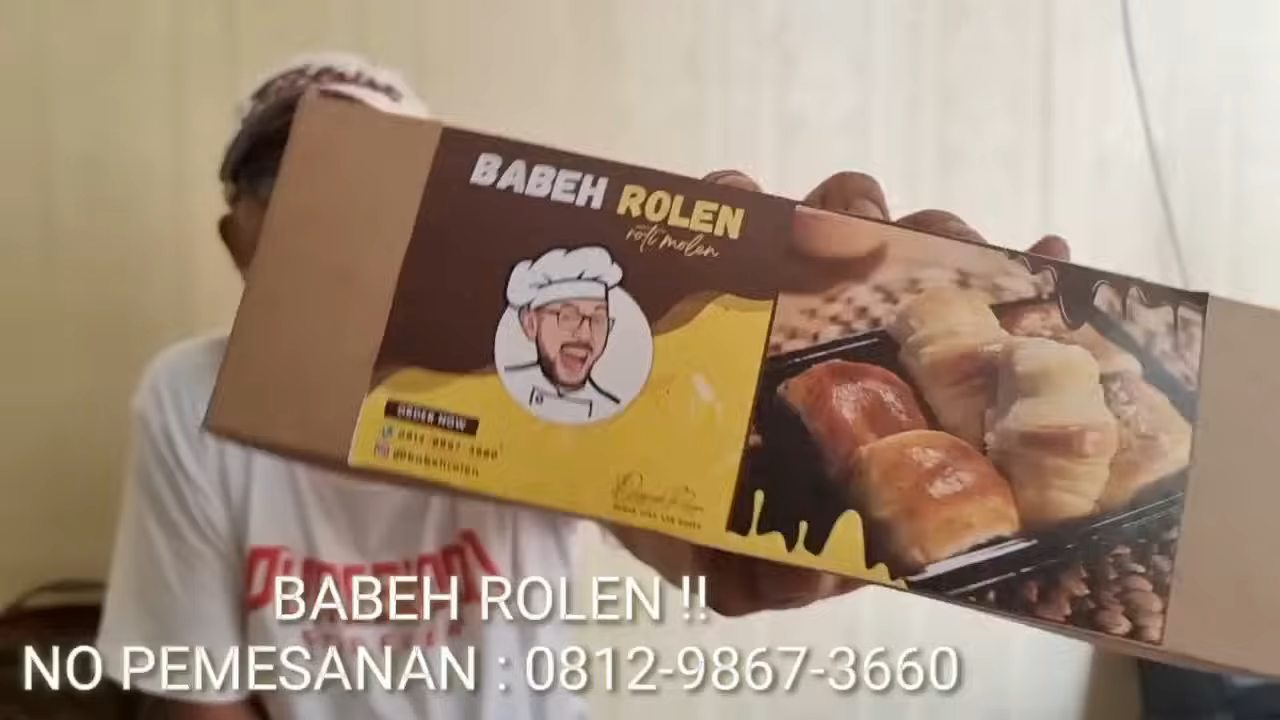 BABEH ROLEN
roti molen
ORDER NOW
0812-9867-3660
@babehrolen
BABEH ROLEN !!
NO PEMESANAN : 0812-9867-3660